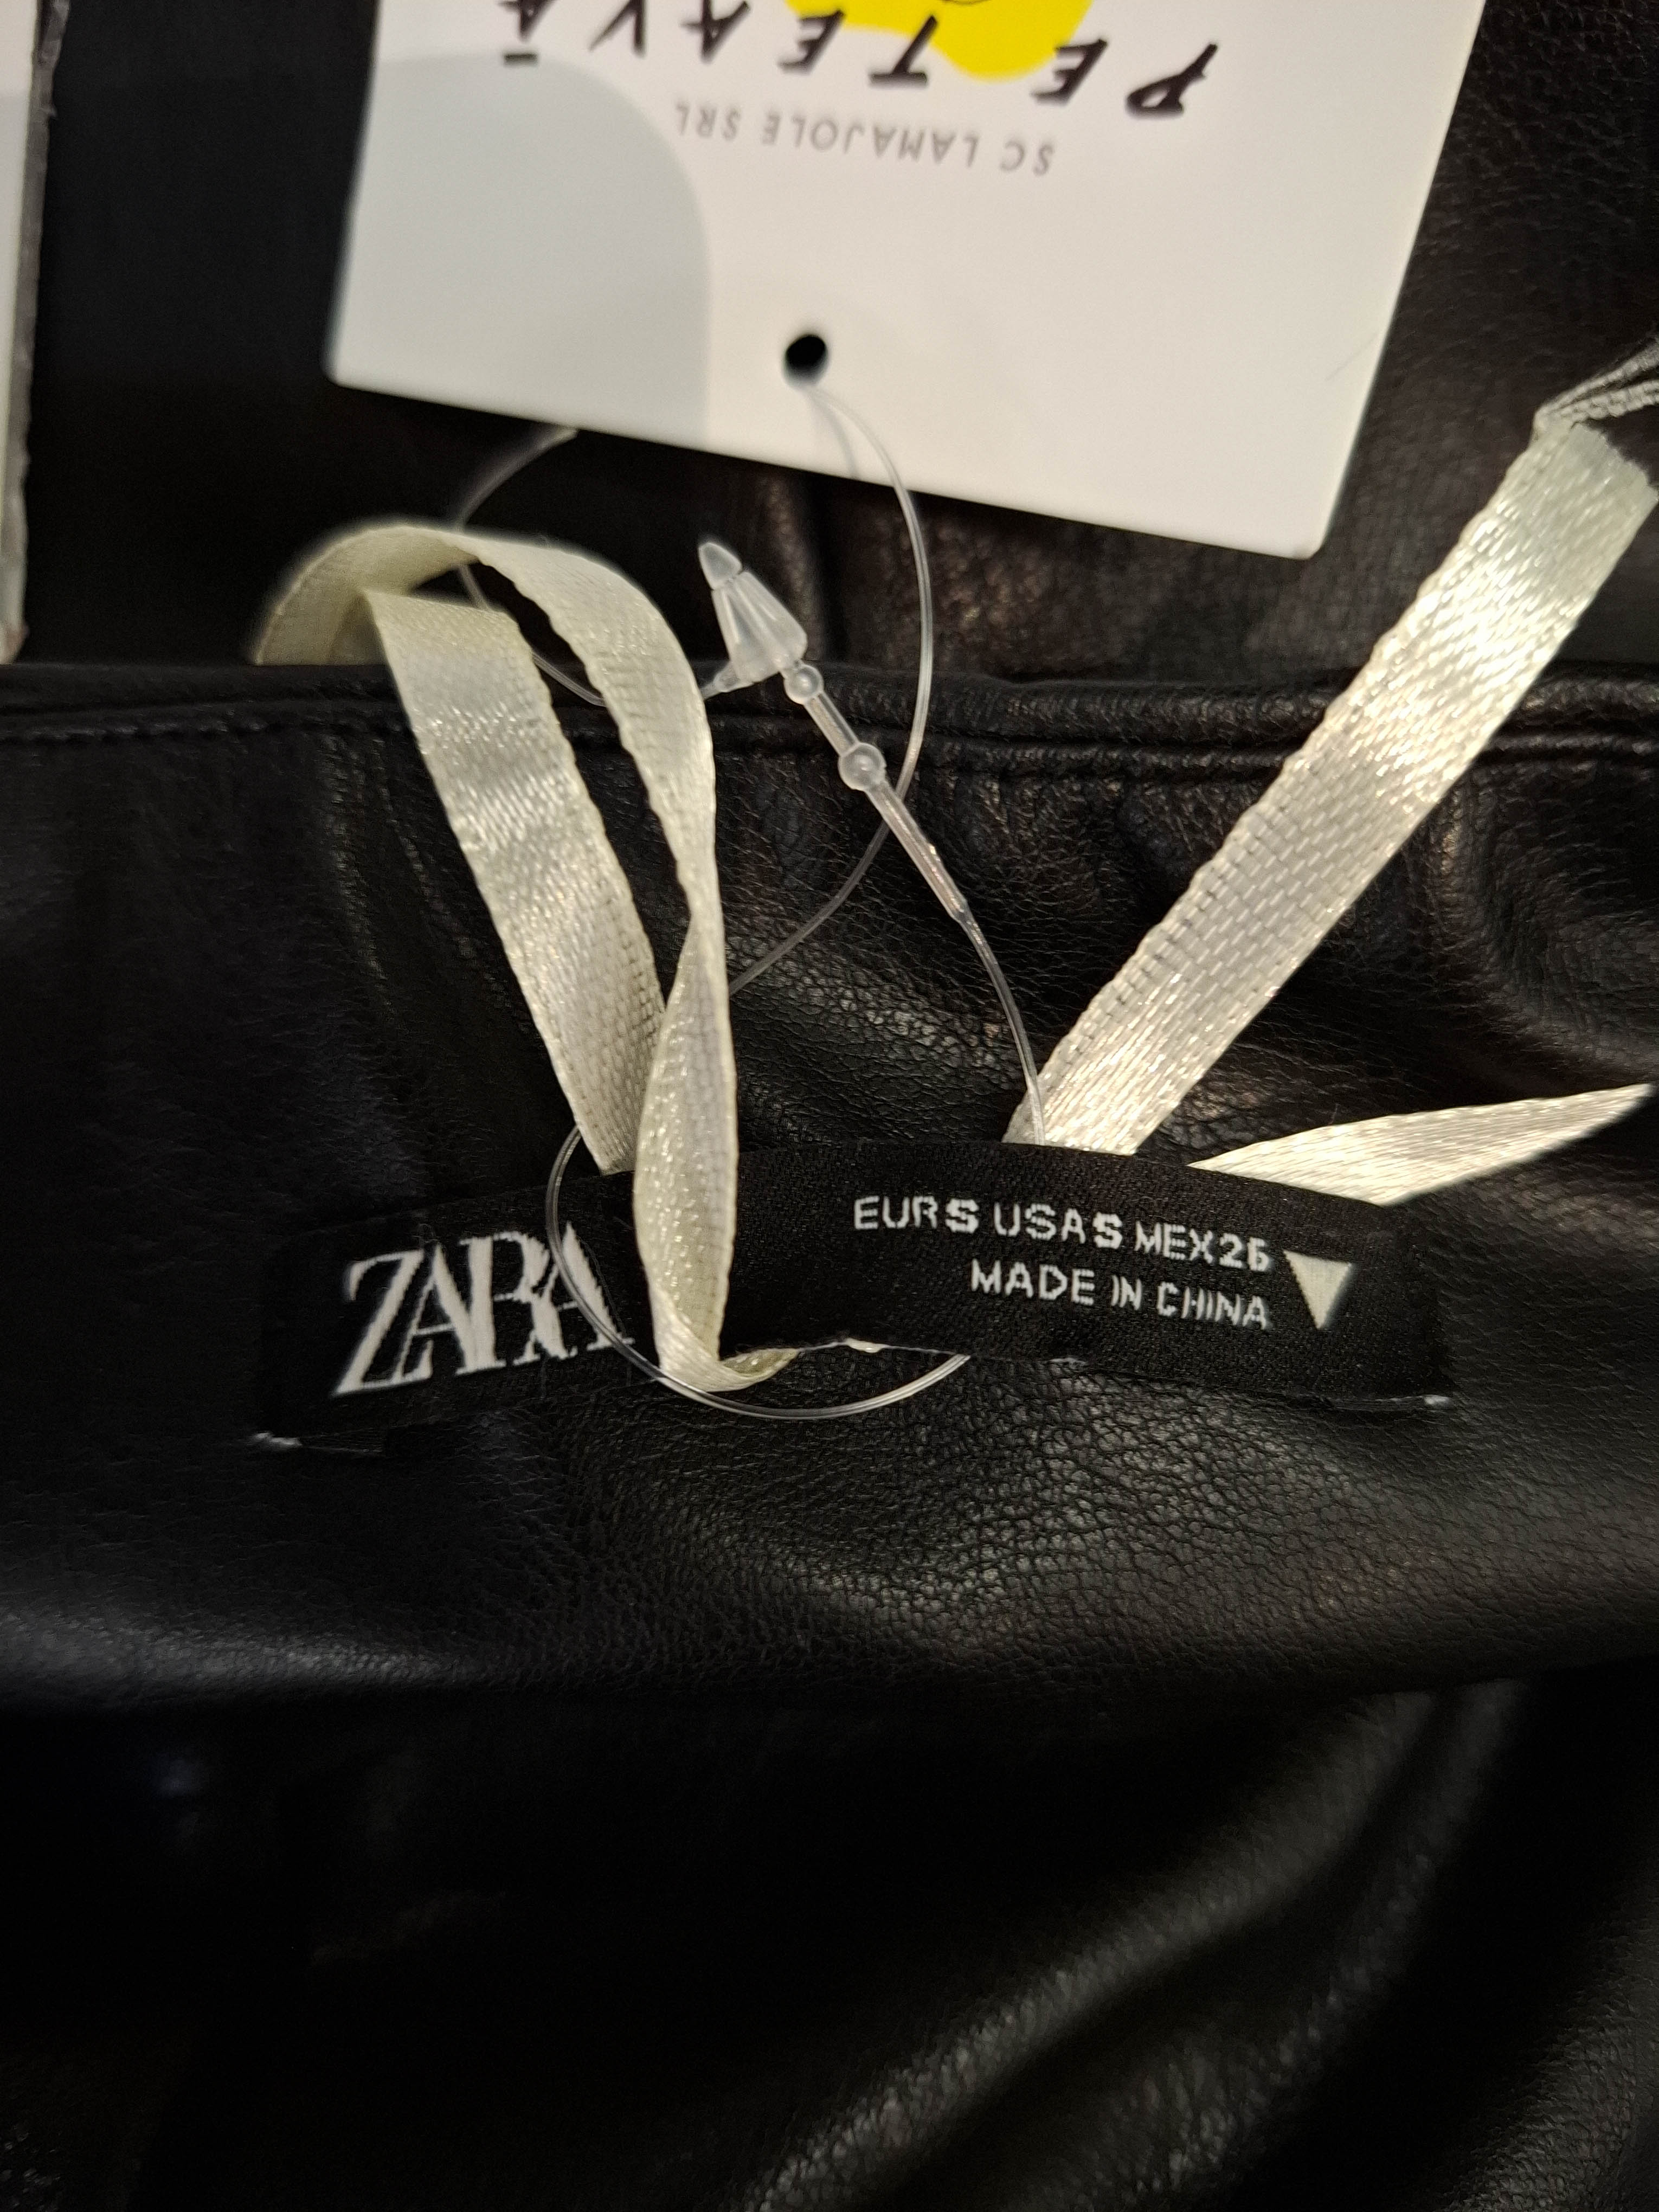 PETEAVĂ
SC LAMAJOLE SRL
ZARA
EUR S USA S MEX 26
MADE IN CHINA